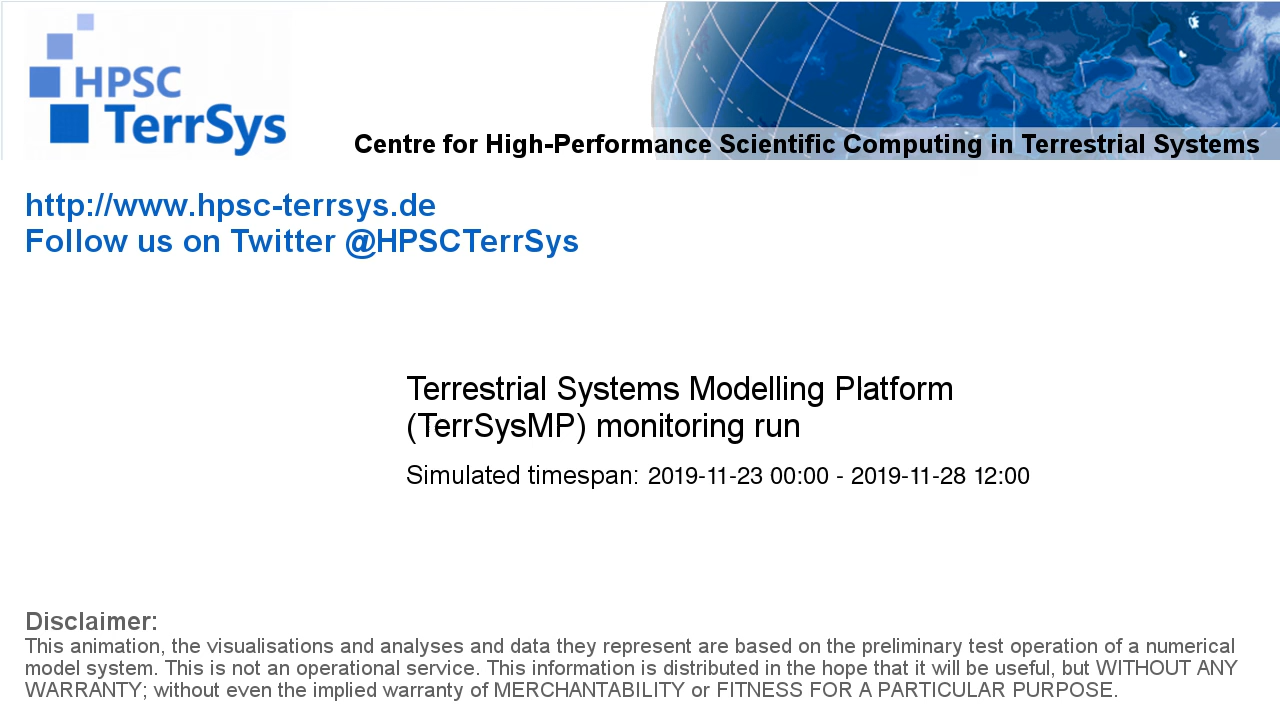 HPSC
TerrSys
Centre for High-Performance Scientific Computing in Terrestrial Systems
http://www.hpsc-terrsys.de
Follow us on Twitter @HPSCTerrSys
Terrestrial Systems Modelling Platform
(TerrSysMP) monitoring run
Simulated timespan: 2019-11-23 00:00 - 2019-11-28 12:00
Disclaimer:
This animation, the visualisations and analyses and data they represent are based on the preliminary test operation of a numerical
model system. This is not an operational service. This information is distributed in the hope that it will be useful, but WITHOUT ANY
WARRANTY; without even the implied warranty of MERCHANTABILITY or FITNESS FOR A PARTICULAR PURPOSE.